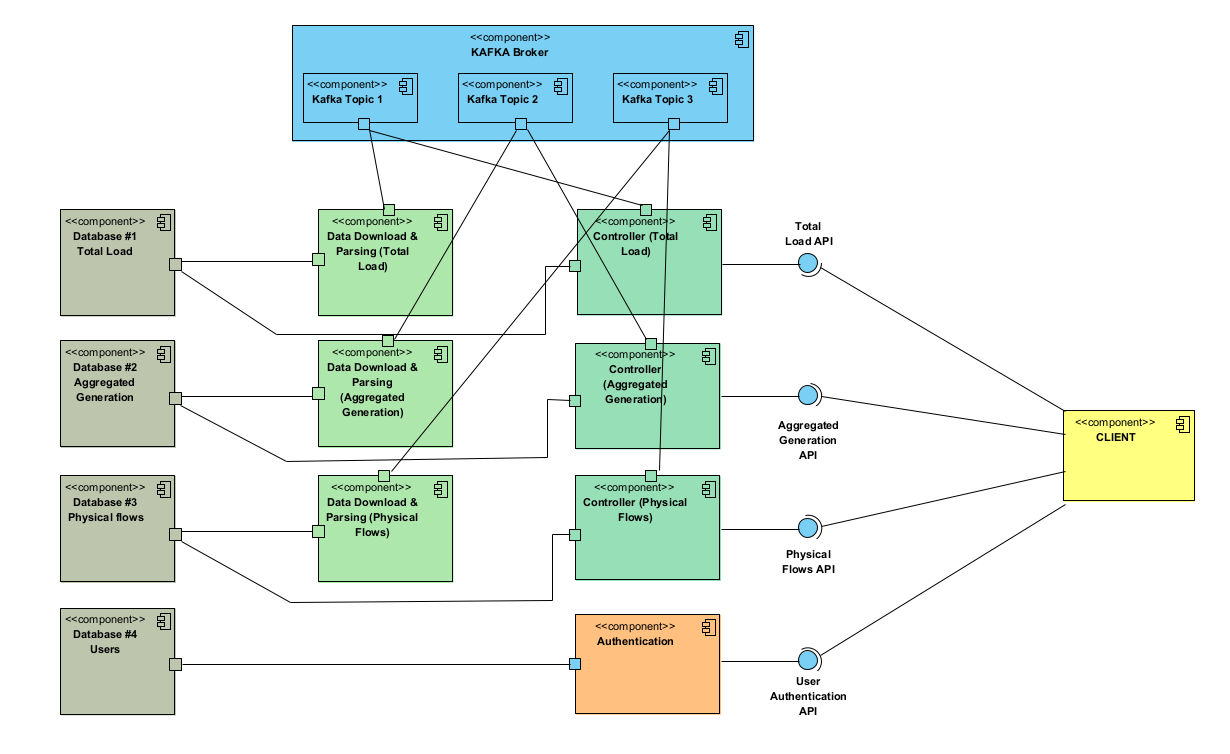 <<component>>
KAFKA Broker
<<component>>
Kafka Topic 1
<<component>>
Kafka Topic 2
<<component>>
Kafka Topic 3
<<component>>
Database #1
Total Load
<<component>>
Data Download &
Parsing (Total
Load)
<<component>>
Controller (Total
Load)
Total
Load API
<<component>>
Database #2
Aggregated
Generation
<<component>>
Data Download &
Parsing
(Aggregated
Generation)
<<component>>
Controller
(Aggregated
Generation)
Aggregated
Generation
API
<<component>>
CLIENT
<<component>>
Database #3
Physical flows
<<component>>
Data Download &
Parsing (Physical
Flows)
<<component>>
Controller (Physical
Flows)
Physical
Flows API
<<component>>
Database #4
Users
<<component>>
Authentication
User
Authentication
API